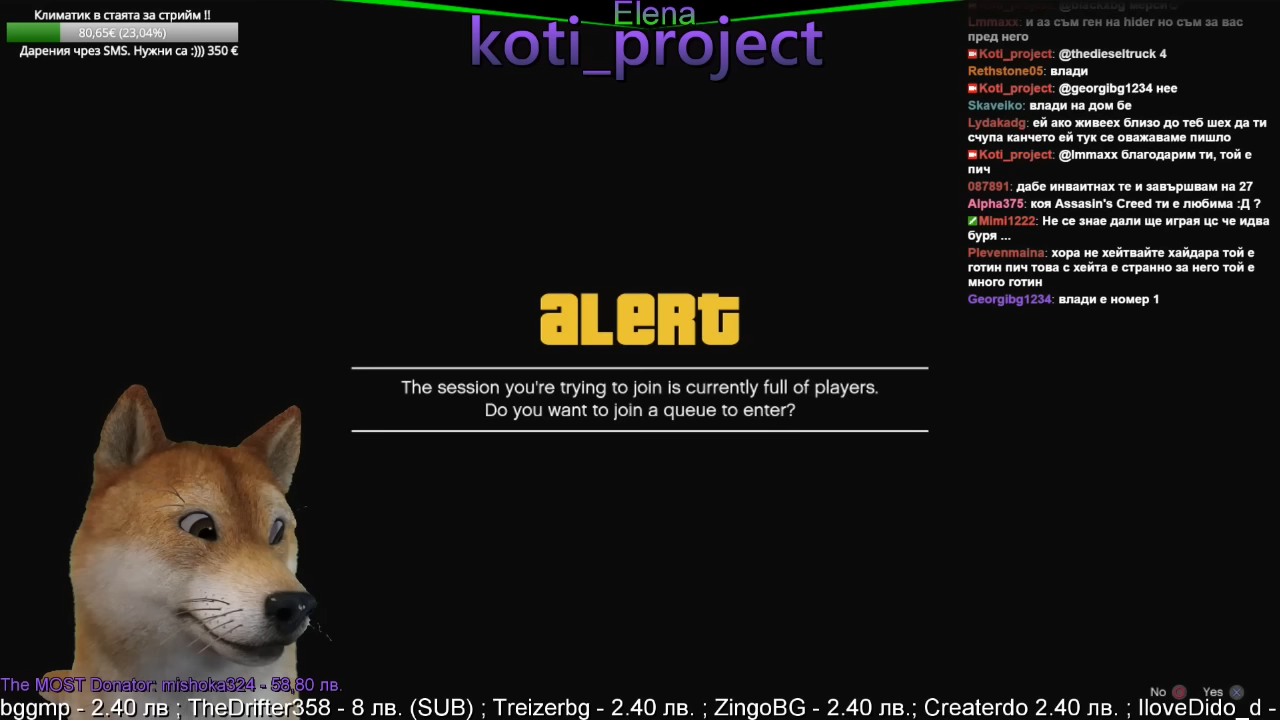 Климатик в стаята за стрийм !!
80,65€ (23,04%)
Дарения чрез SMS. Нужни са :))) 350 €
Elena
koti_project
Lmmaxx: и аз съм ген на hider но съм за вас
пред него
Koti_project: @thedieseltruck 4
Rethstone05: влади
Koti_project: @georgibg1234 нее
Skavelko: влади на дом бе
Lydakadg: ей ако живеех близо до теб шех да ти
счупа канчето ей тук се оважаваме пишло
Koti_project: @lmmaxx благодарим ти, той е
пич
087891: дабе инваитнах те и завършвам на 27
Alpha375: коя Assasin's Creed ти е любима :Д ?
Mimi1222: Не се знае дали ще играя цс че идва
буря ...
Plevenmaina: хора не хейтвайте хайдара той е
готин пич това с хейта е странно за него той е
много готин
Georgibg1234: влади е номер 1
ALERT
The session you're trying to join is currently full of players.
Do you want to join a queue to enter?
No Yes
The MOST Donator: mishoka324 - 58,80 лв.
bggmp - 2.40 лв ; TheDrifter358 - 8 лв. (SUB) ; Treizerbg - 2.40 лв. ; ZingoBG - 2.40 лв.; Createrdo 2.40 лв. ; IloveDido_d -